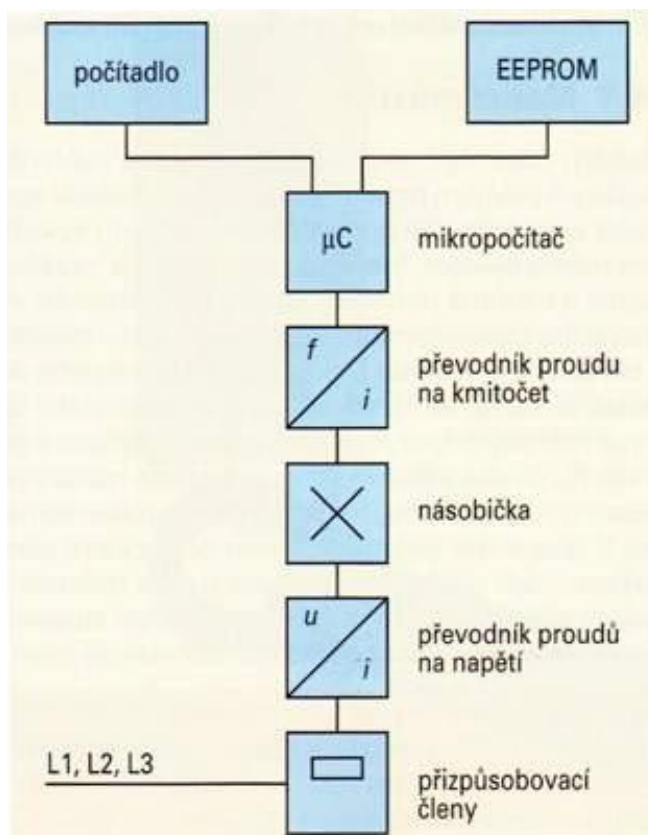 počítadlo
EEPROM
μC
mikropočítač
f
i
převodník proudu
na kmitočet
násobička
u
i
převodník proudů
na napětí
L1, L2, L3
přizpůsobovací
členy